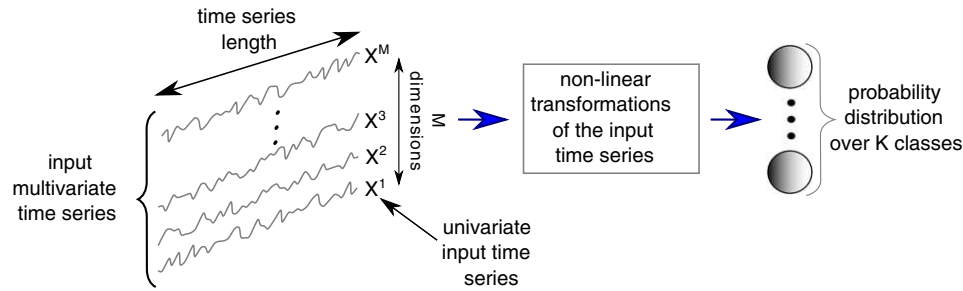 time series
length
X^M
X^3
X^2
X^1
M
dimensions
input
multivariate
time series
univariate
input time
series
non-linear
transformations
of the input
time series
probability
distribution
over K classes